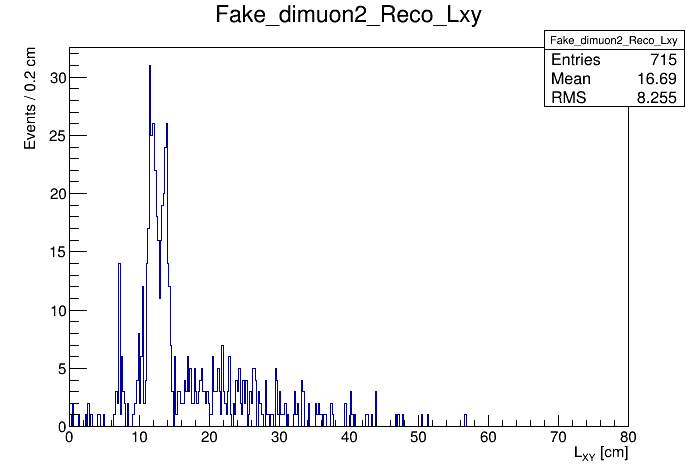 Fake_dimuon2_Reco_Lxy
Fake_dimuon2_Reco_Lxy
Entries 715
Mean 16.69
RMS 8.255
Events / 0.2 cm
30
25
20
15
10
5
0
0 10 20 30 40 50 60 70 80
L_XY [cm]